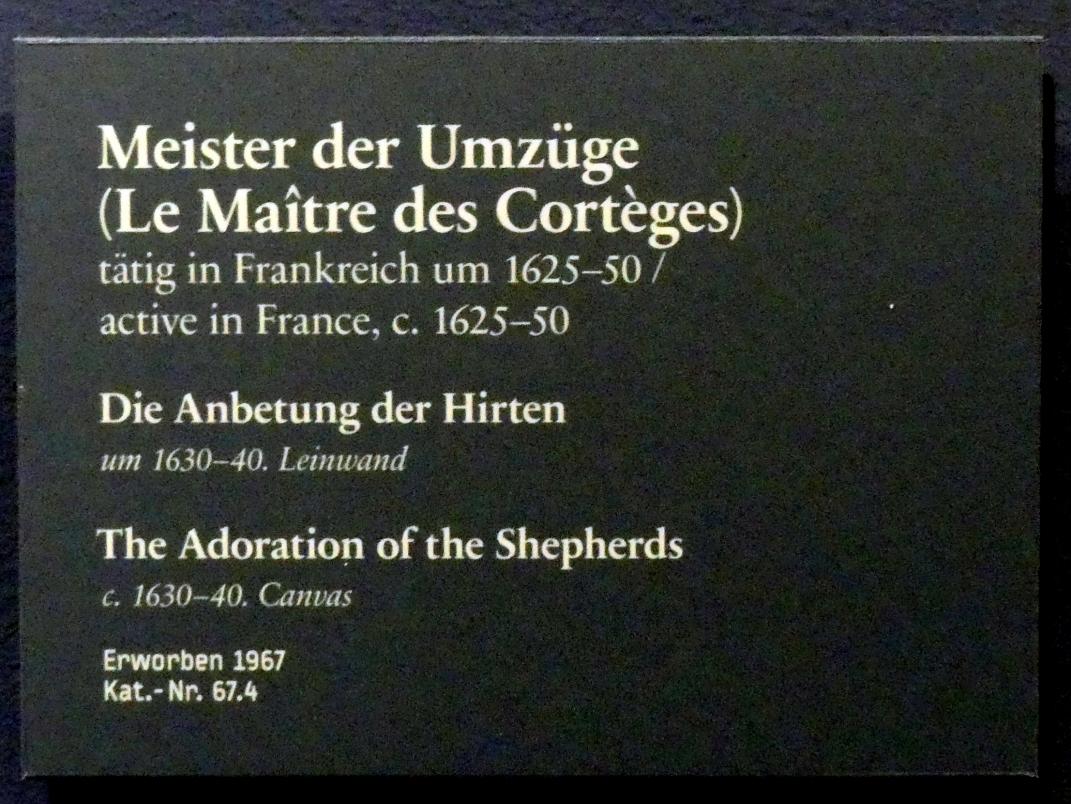 Meister der Umzüge
(Le Maître des Cortèges)
tätig in Frankreich um 1625–50 /
active in France, c. 1625–50
Die Anbetung der Hirten
um 1630–40. Leinwand
The Adoration of the Shepherds
c. 1630–40. Canvas
Erworben 1967
Kat.-Nr. 67.4